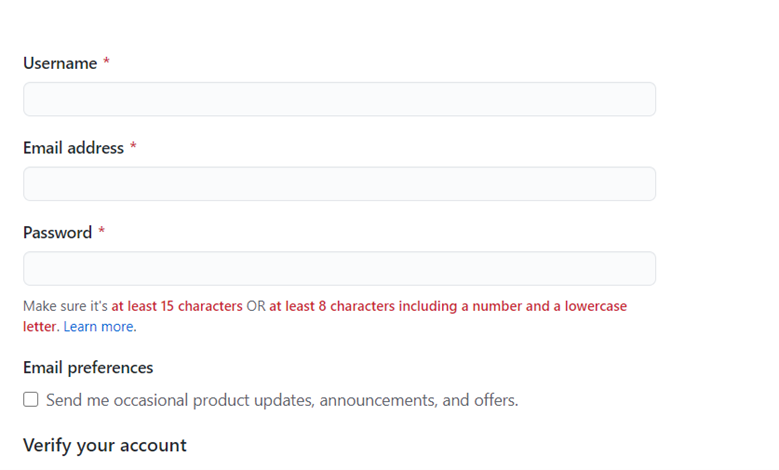 Username *
Email address *
Password *
Make sure it's at least 15 characters OR at least 8 characters including a number and a lowercase
letter. Learn more.
Email preferences
Send me occasional product updates, announcements, and offers.
Verify your account